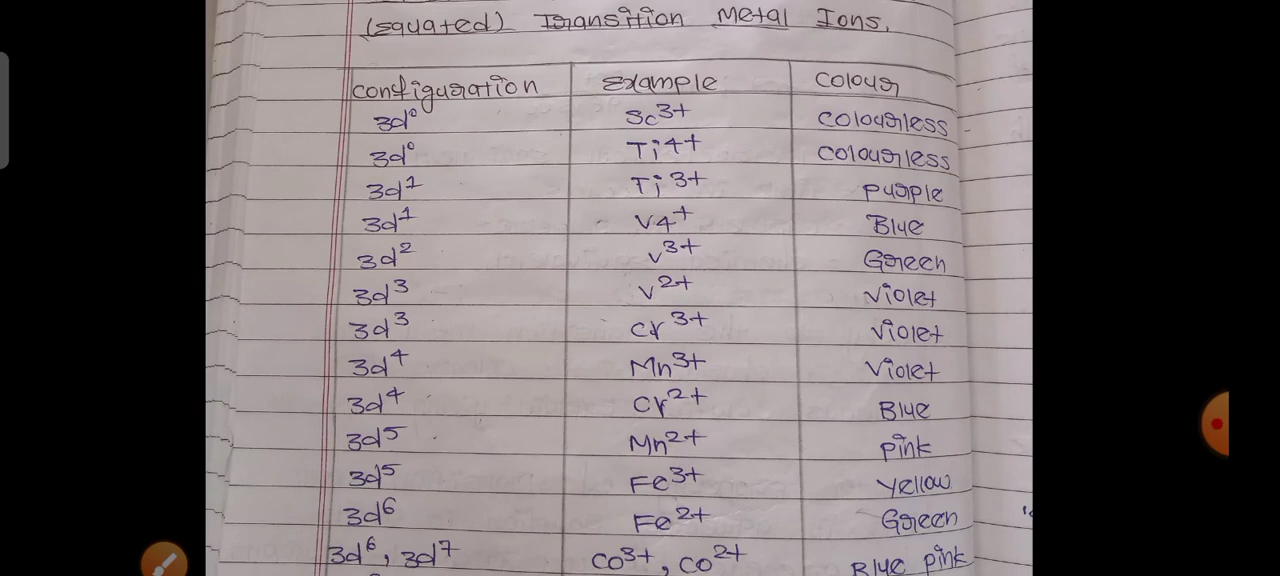 (equated) Transition Metal Ions.
Configuration Example Colour
3d⁰ Sc3+ Colourless
3d⁰ Ti4+ Colourless
3d1 Ti3+ Purple
3d1 V4+ Blue
3d2 V3+ Green
3d3 V2+ Violet
3d3 Cr3+ Violet
3d4 Mn3+ Violet
3d4 Cr2+ Blue
3d5 Mn2+ Pink
3d5 Fe3+ Yellow
3d6 Fe2+ Green
3d6, 3d7 Co3+, Co2+ Blue Pink